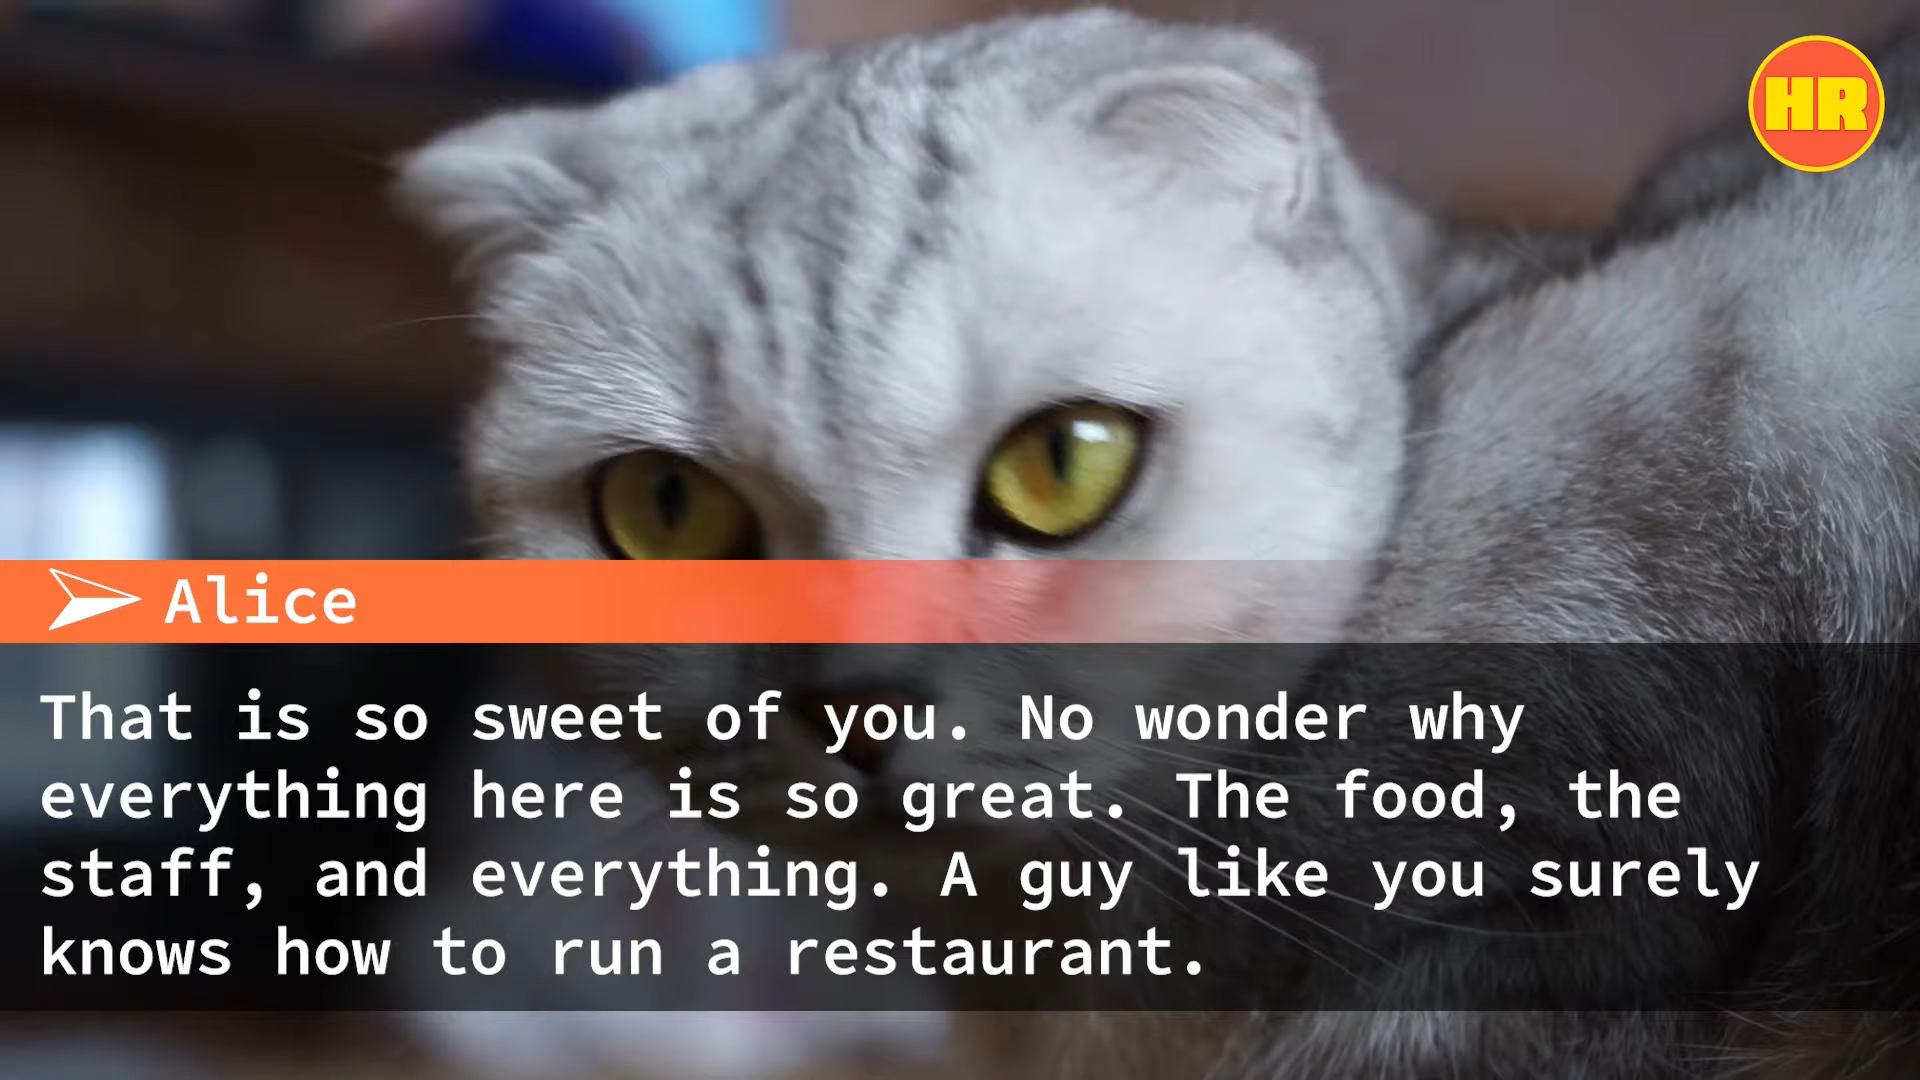 HR
Alice
That is so sweet of you. No wonder why
everything here is so great. The food, the
staff, and everything. A guy like you surely
knows how to run a restaurant.